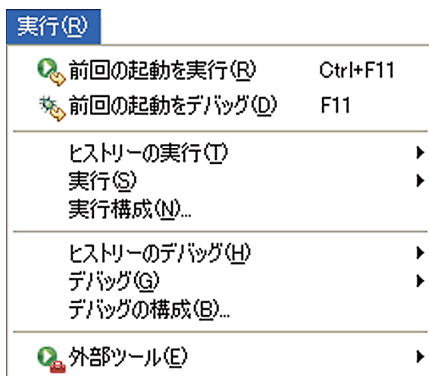 実行(R)
前回の起動を実行(R) Ctrl+F11
前回の起動をデバッグ(D) F11
ヒストリーの実行(T)
実行(S)
実行構成(N)...
ヒストリーのデバッグ(H)
デバッグ(G)
デバッグの構成(B)...
外部ツール(E)